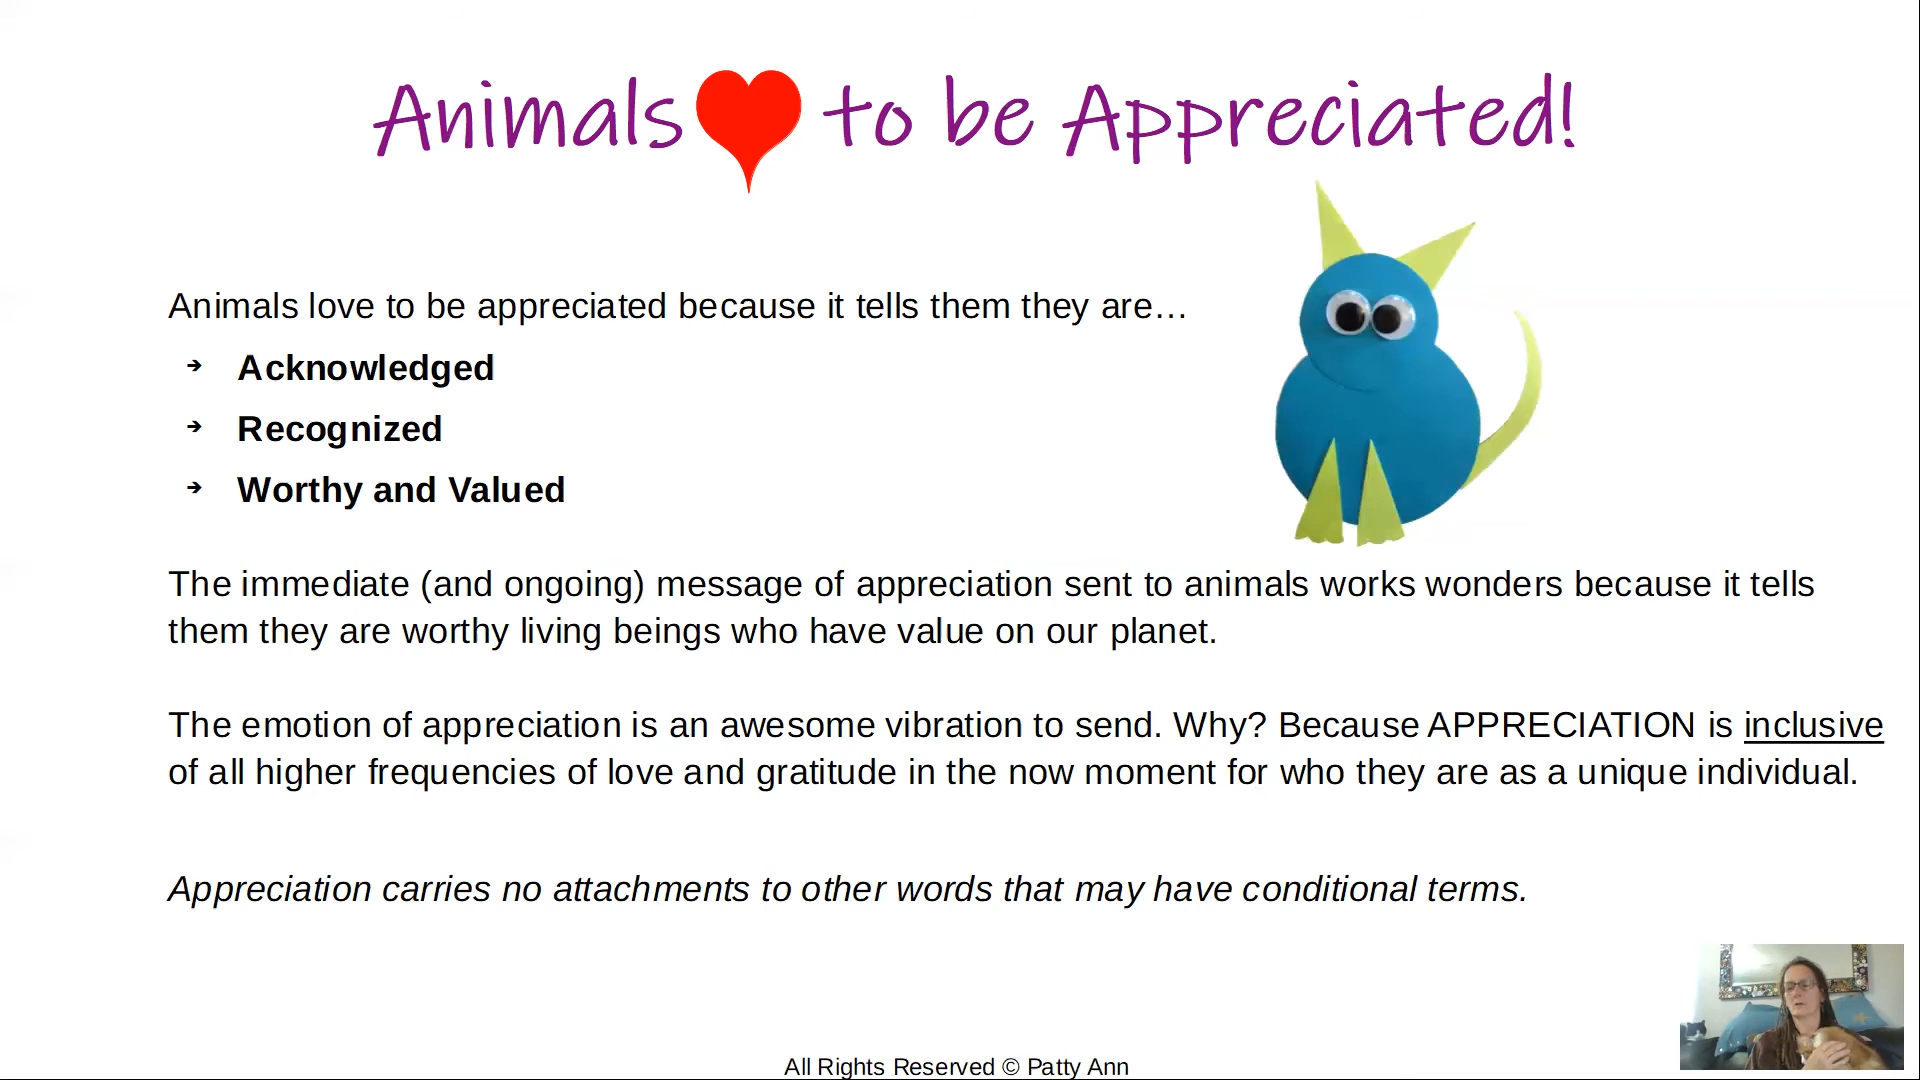 Animals to be Appreciated!
Animals love to be appreciated because it tells them they are…
Acknowledged
Recognized
Worthy and Valued
The immediate (and ongoing) message of appreciation sent to animals works wonders because it tells
them they are worthy living beings who have value on our planet.
The emotion of appreciation is an awesome vibration to send. Why? Because APPRECIATION is inclusive
of all higher frequencies of love and gratitude in the now moment for who they are as a unique individual.
Appreciation carries no attachments to other words that may have conditional terms.
All Rights Reserved © Patty Ann